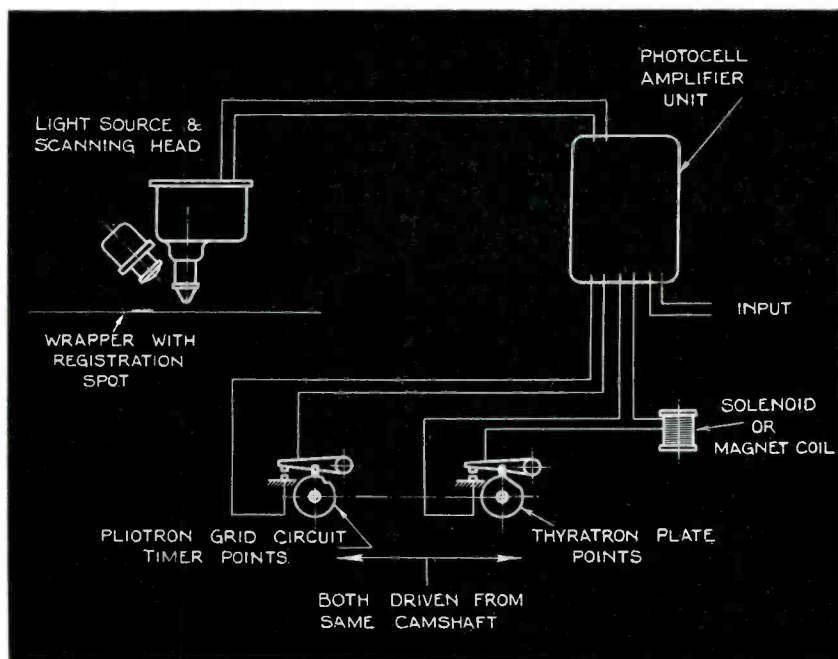 PHOTOCELL
AMPLIFIER
UNIT
LIGHT SOURCE &
SCANNING HEAD
WRAPPER WITH
REGISTRATION
SPOT
INPUT
SOLENOID
OR
MAGNET COIL
PLIOTRON GRID CIRCUIT
TIMER POINTS
THYRATRON PLATE
POINTS
BOTH DRIVEN FROM
SAME CAMSHAFT